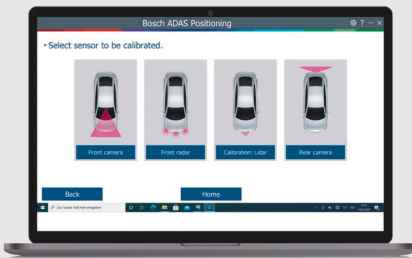 Bosch ADAS Positioning
Select sensor to be calibrated.
Front camera
Front radar
Calibration: Lidar
Rear camera
Back
Home